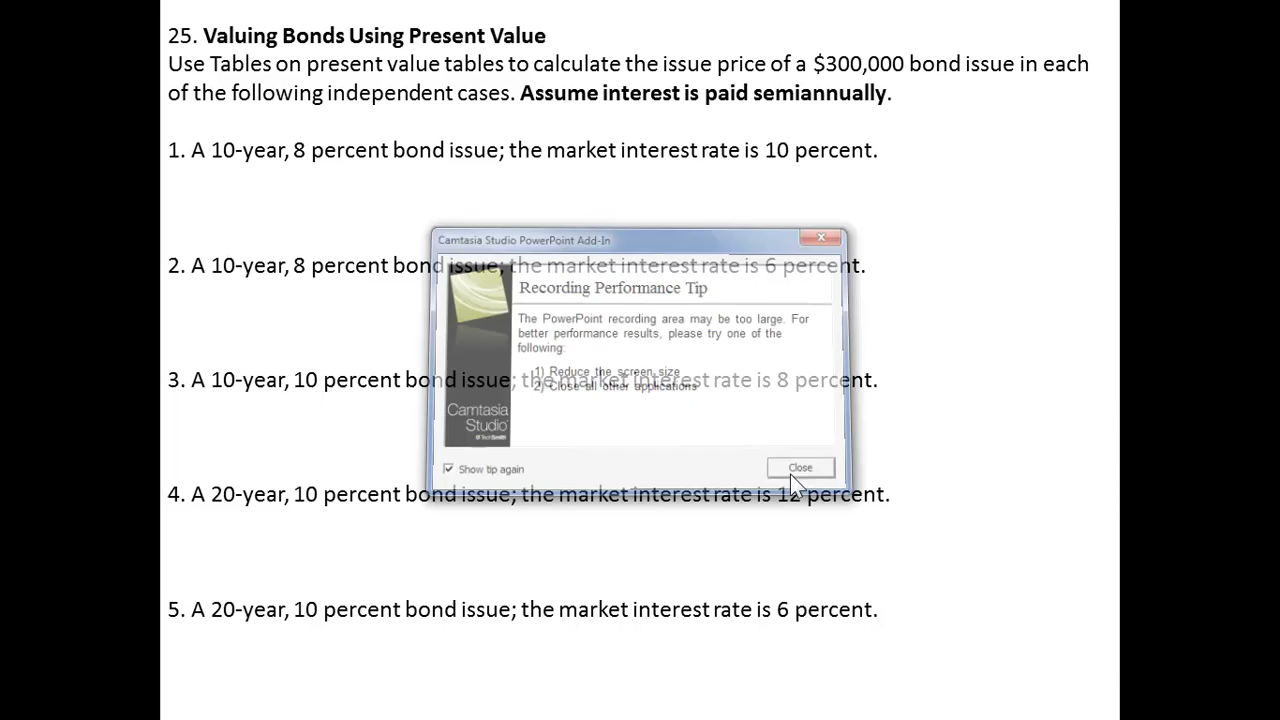 25. Valuing Bonds Using Present Value
Use Tables on present value tables to calculate the issue price of a $300,000 bond issue in each
of the following independent cases. Assume interest is paid semiannually.
1. A 10-year, 8 percent bond issue; the market interest rate is 10 percent.
Camtasia Studio PowerPoint Add-In
2. A 10-year, 8 percent bond issue; the market interest rate is 6 percent.
Recording Performance Tip
The PowerPoint recording area may be too large. For
better performance results, please try one of the
following:
1) Reduce the screen size
3. A 10-year, 10 percent bond issue; the market interest rate is 8 percent.
2) Close all other applications
Camtasia
Studio
TechSmith
Show tip again
Close
4. A 20-year, 10 percent bond issue; the market interest rate is 12 percent.
5. A 20-year, 10 percent bond issue; the market interest rate is 6 percent.